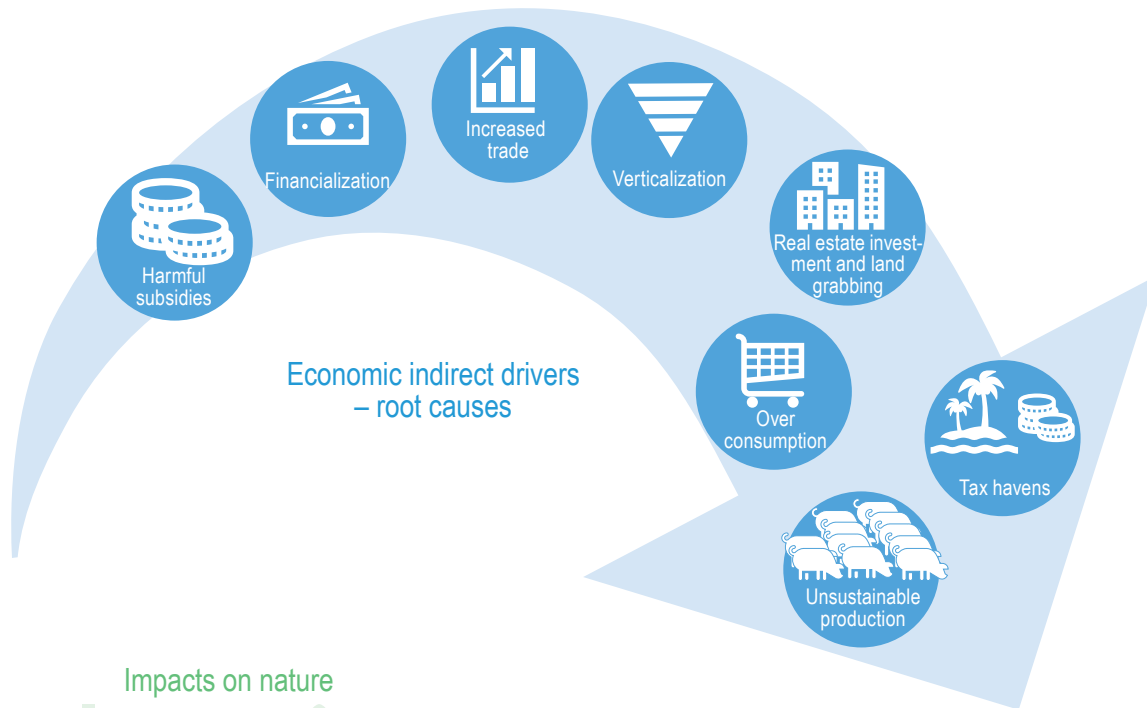 Increased
trade
Financialization
Verticalization
Harmful
subsidies
Real estate invest-
ment and land
grabbing
Economic indirect drivers
– root causes
Over
consumption
Tax havens
Unsustainable
production
Impacts on nature